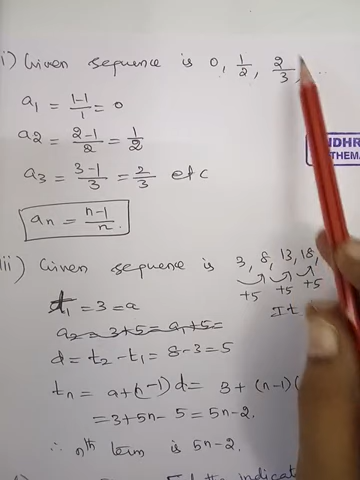 i) Given sequence is 0, 1/2, 2/3, ...
a1 = 1-1/1 = 0
a2 = 2-1/2 = 1/2
a3 = 3-1/3 = 2/3 etc
an = n-1/n.
iii) Given sequence is 3, 8, 13, 18,
+5 +5 +5
t1 = 3 = a
It
a2 = 3+5 = a1+5 =
d = t2 - t1 = 8-3 = 5
tn = a+(n-1)d = 3+(n-1)(
= 3+5n-5 = 5n-2.
∴ nth term is 5n-2.